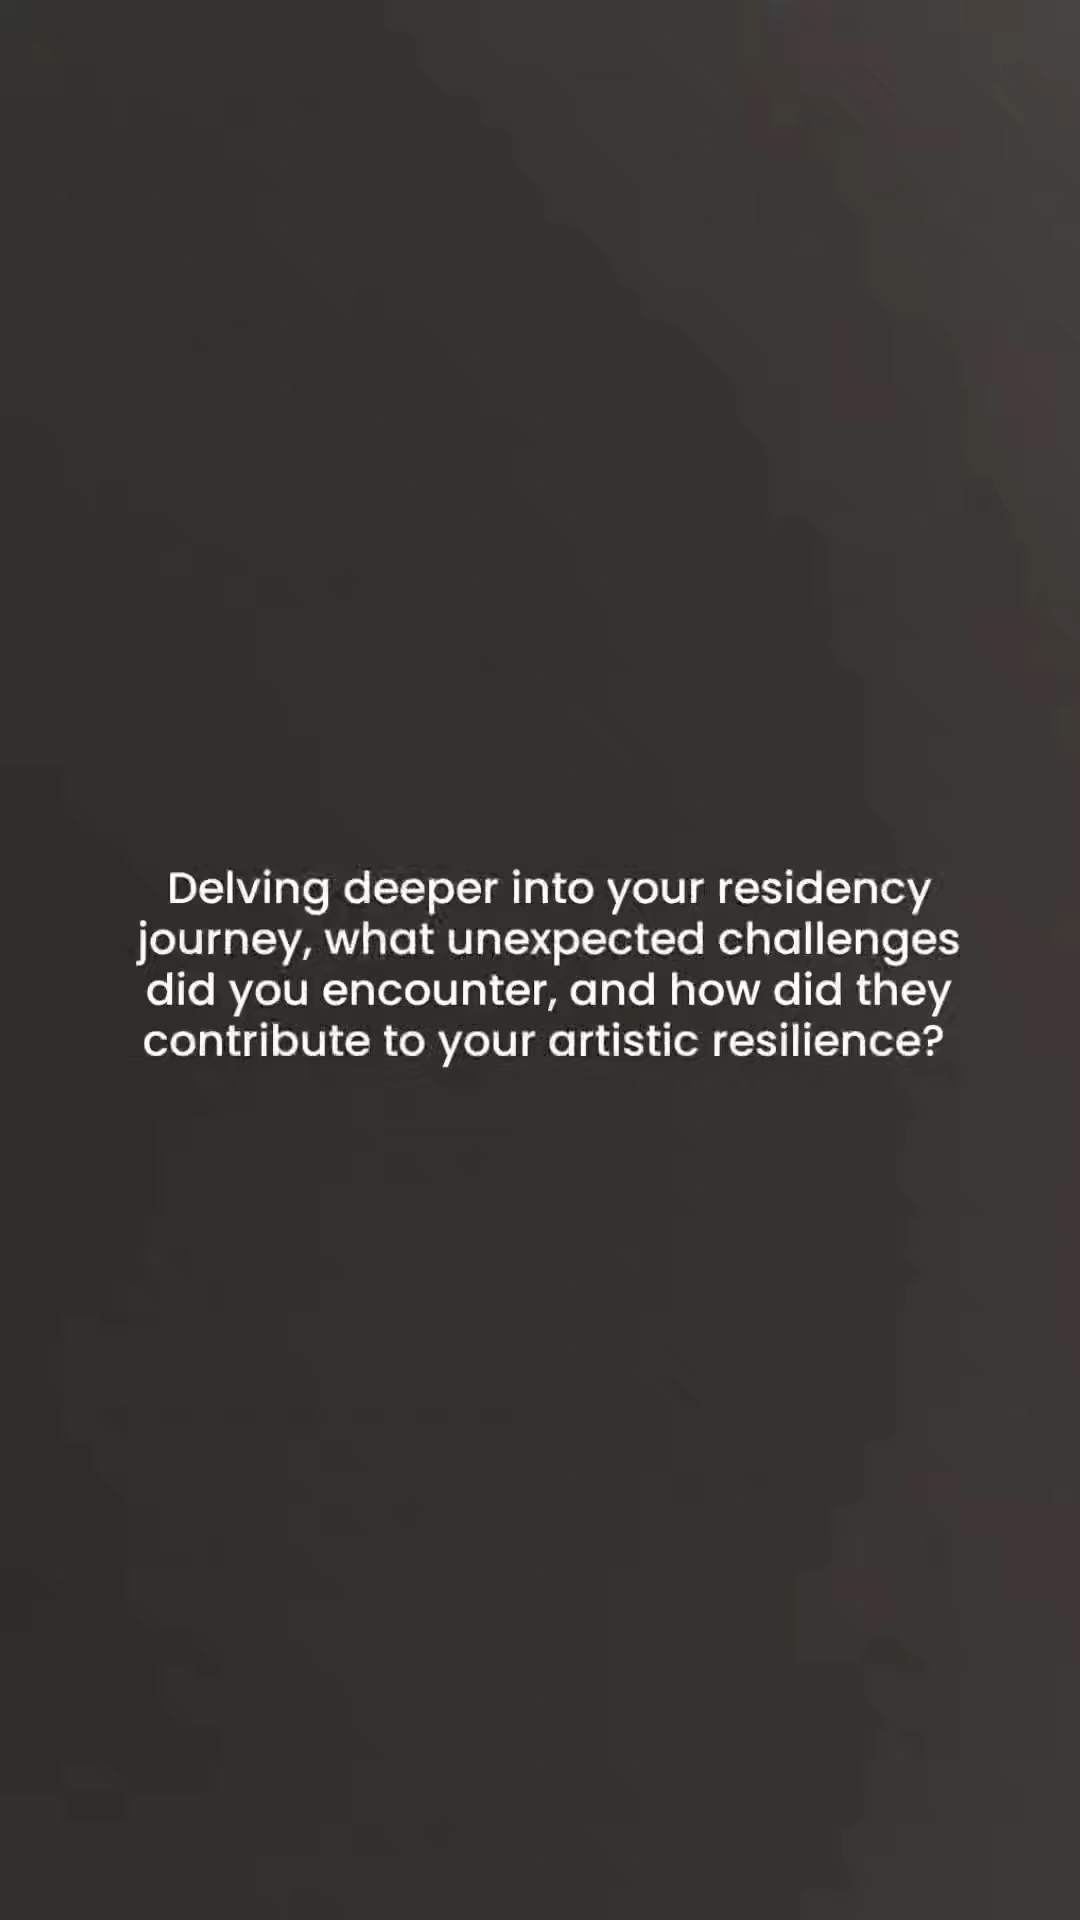 Delving deeper into your residency
journey, what unexpected challenges
did you encounter, and how did they
contribute to your artistic resilience?